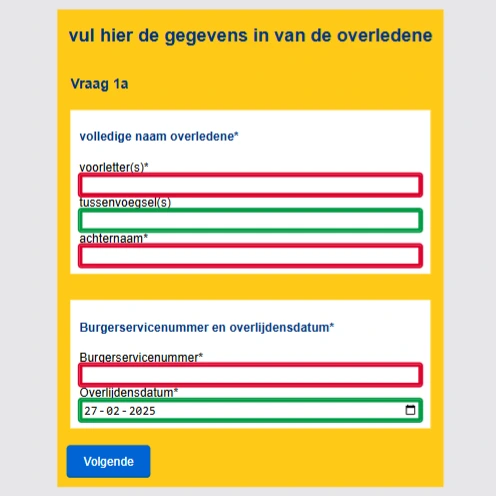 vul hier de gegevens in van de overledene
Vraag 1a
volledige naam overledene*
voorletter(s)*
tussenvoegsel(s)
achternaam*
Burgerservicenummer en overlijdensdatum*
Burgerservicenummer*
Overlijdensdatum*
27-02-2025
Volgende